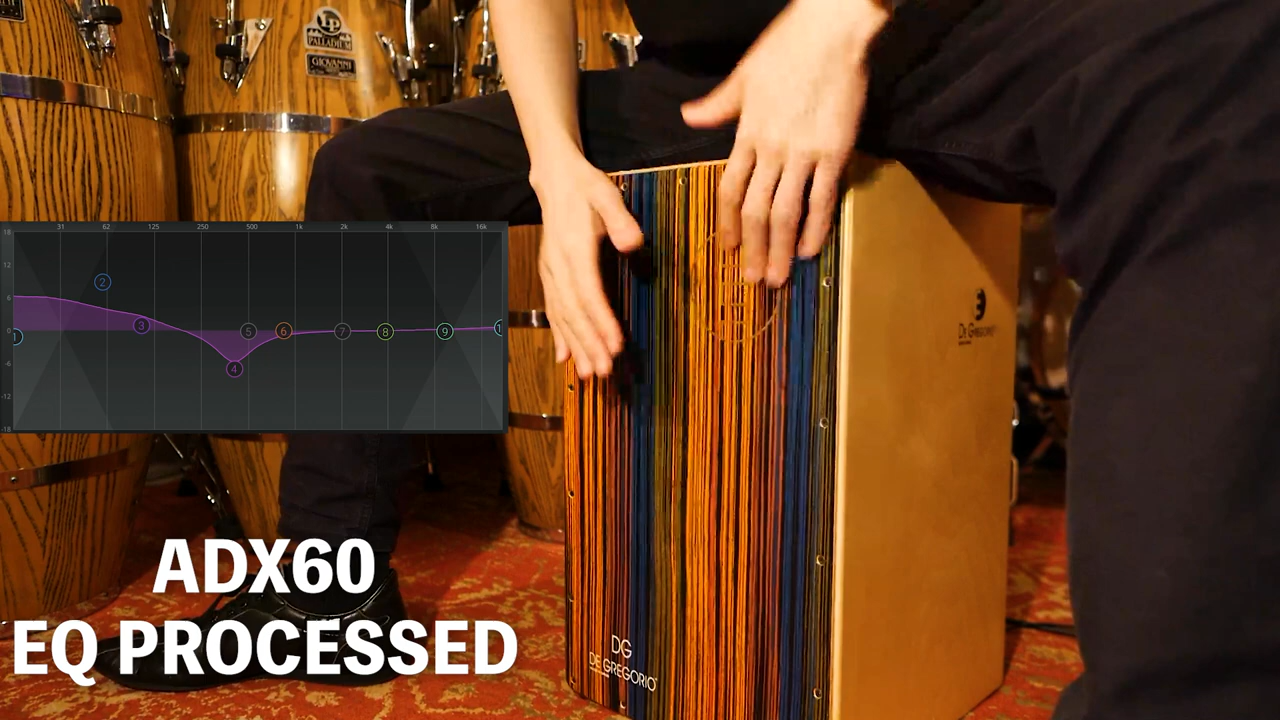 LP
PALLADIUM
GIOVANNI
31 62 125 250 500 1k 2k 4k 8k 16k
18
12
6
0
-6
-12
-18
1 2 3 4 5 6 7 8 9 1
DE GREGORIO
DG
DE GREGORIO
ADX60
EQ PROCESSED